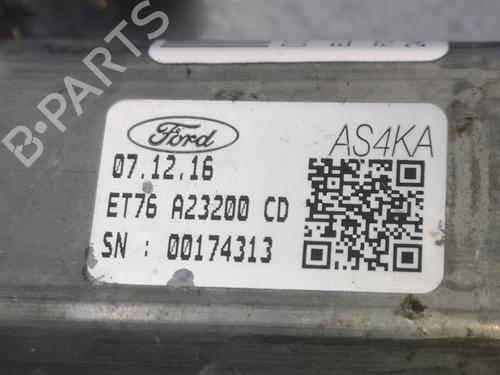 Ford
AS4KA
07.12.16
ET76 A23200 CD
SN : 00174313
B-Parts